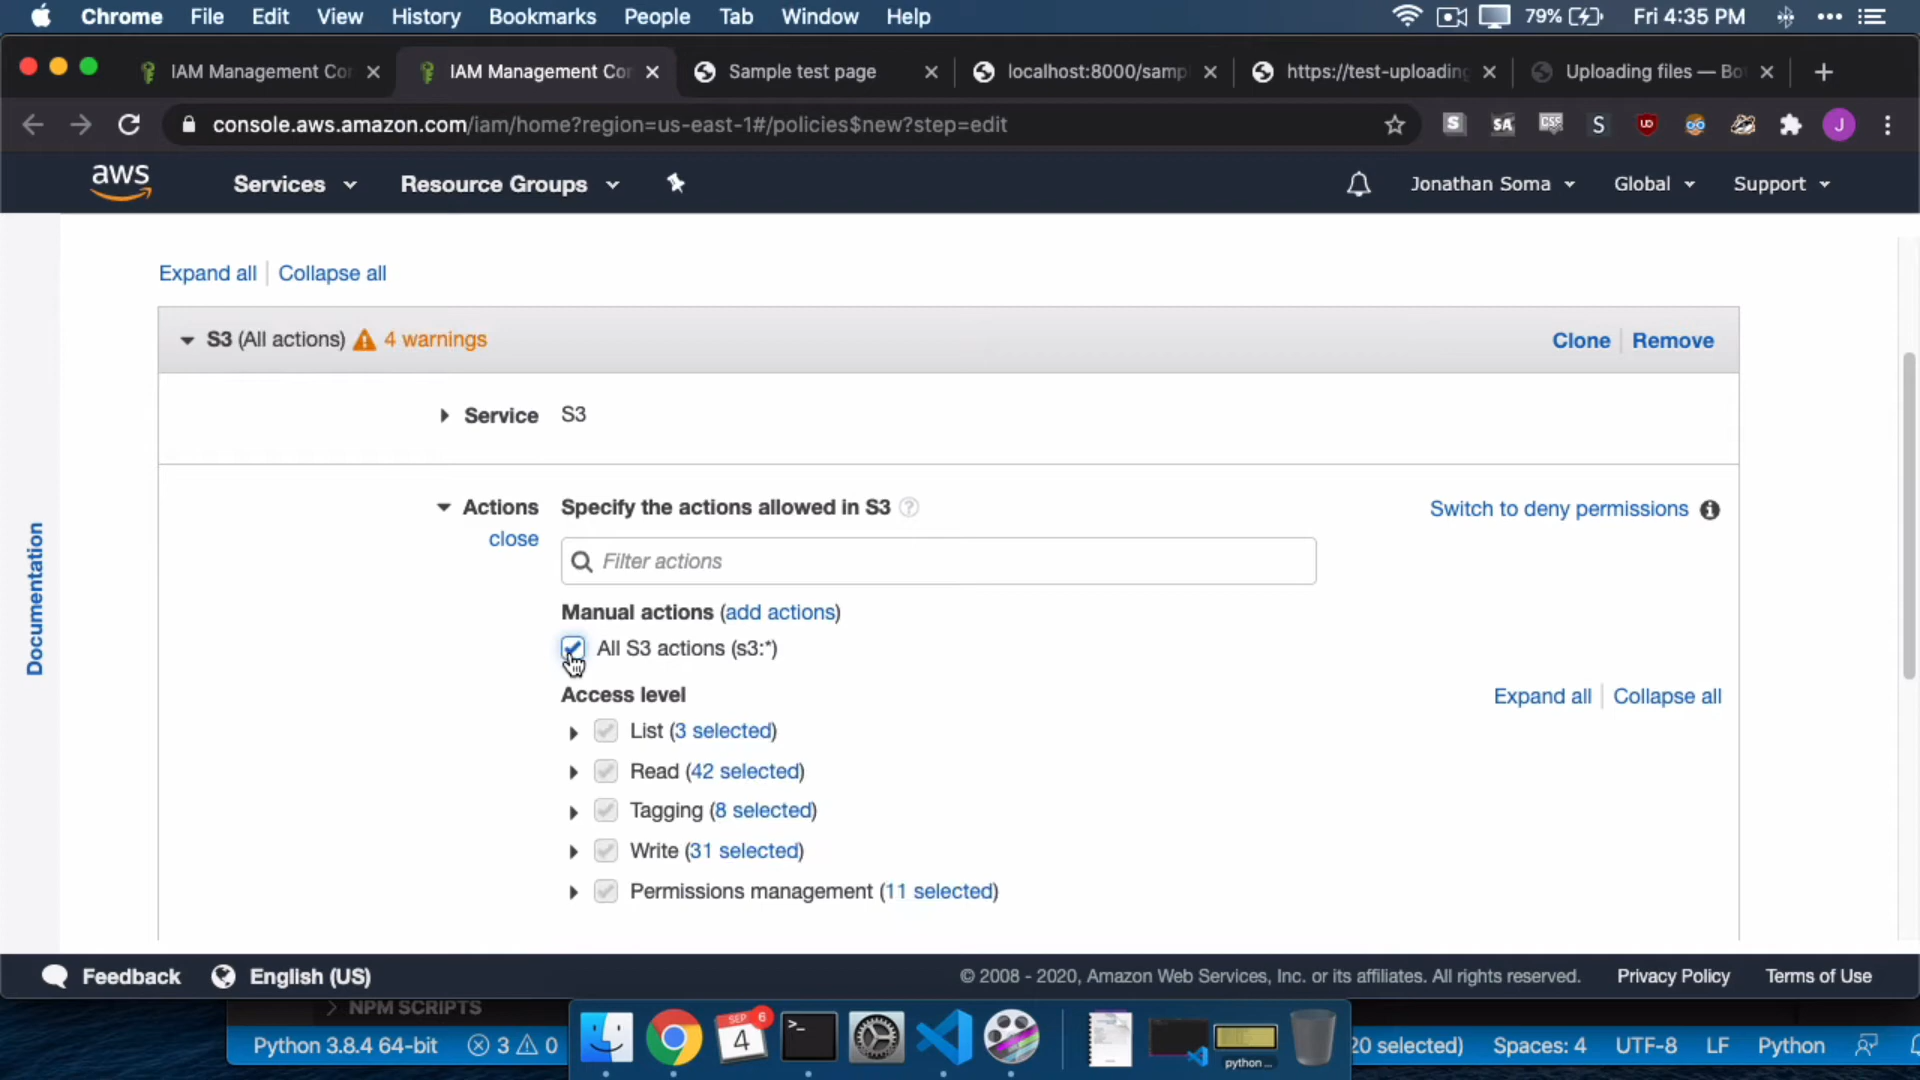 Chrome File Edit View History Bookmarks People Tab Window Help 79% Fri 4:35 PM
IAM Management Con IAM Management Con Sample test page localhost:8000/samp https://test-uploading Uploading files — Bo
console.aws.amazon.com/iam/home?region=us-east-1#/policies$new?step=edit
aws Services Resource Groups Jonathan Soma Global Support
Expand all Collapse all
S3 (All actions) 4 warnings Clone Remove
Service S3
Actions Specify the actions allowed in S3 Switch to deny permissions
close
Filter actions
Manual actions (add actions)
All S3 actions (s3:*)
Access level Expand all Collapse all
List (3 selected)
Read (42 selected)
Tagging (8 selected)
Write (31 selected)
Permissions management (11 selected)
Documentation
Feedback English (US) © 2008 - 2020, Amazon Web Services, Inc. or its affiliates. All rights reserved. Privacy Policy Terms of Use
NPM SCRIPTS
Python 3.8.4 64-bit 3 0 SEP 4 6 python ... 20 selected) Spaces: 4 UTF-8 LF Python